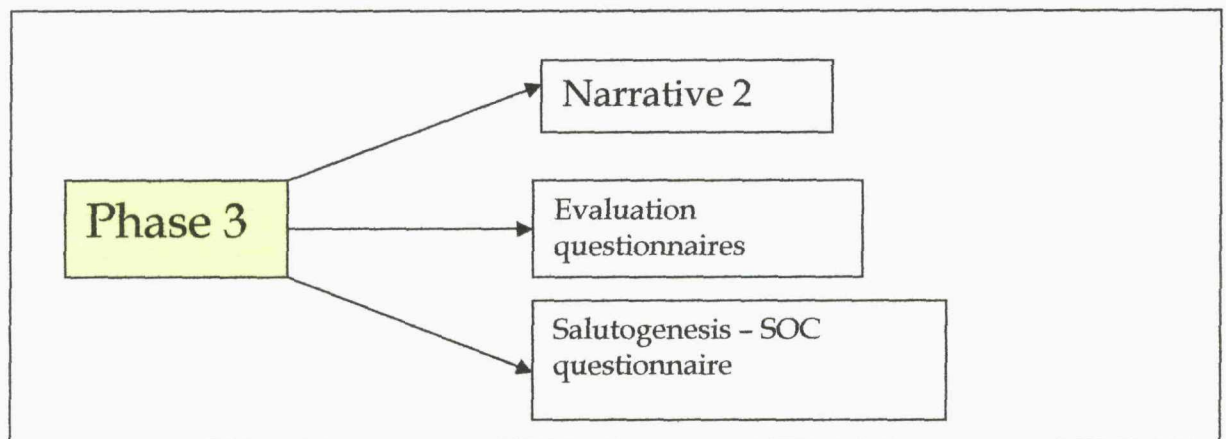 Narrative 2
Phase 3
Evaluation
questionnaires
Salutogenesis – SOC
questionnaire